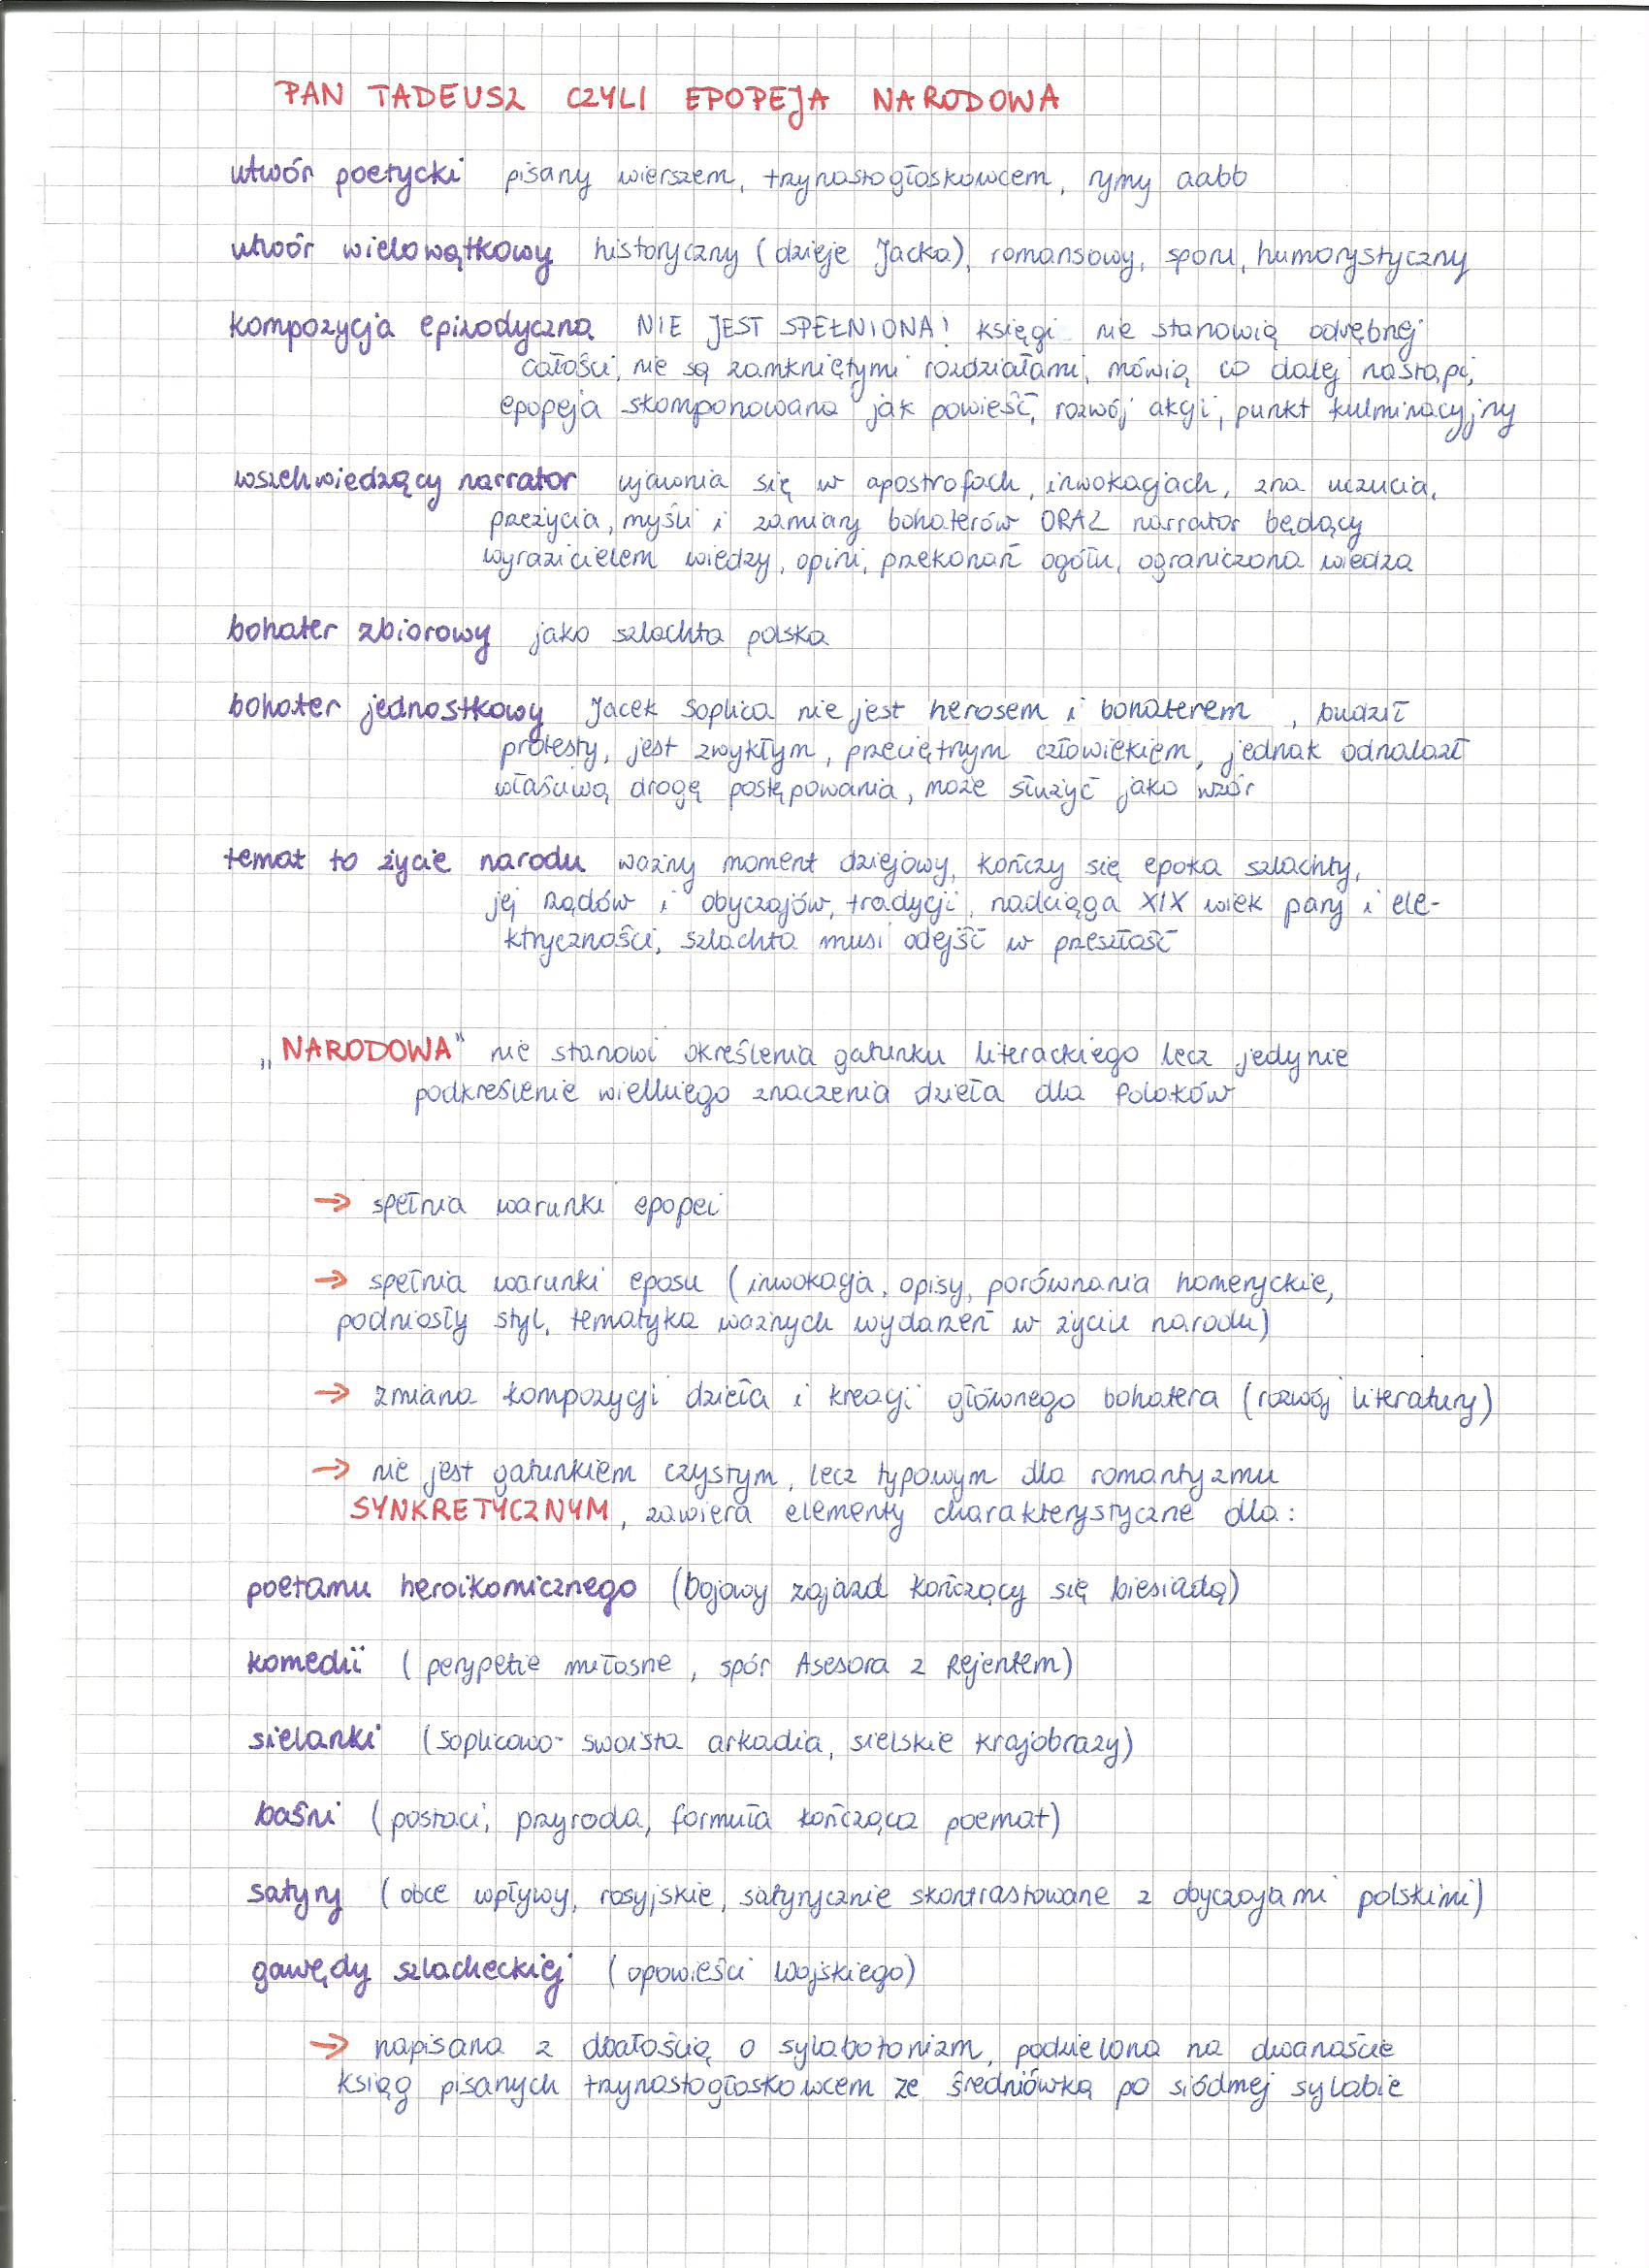 PAN TADEUSZ CZYLI EPOPEJA NARODOWA
utwór poetycki pisany wierszem, trzynastogłoskowcem, rymy aabb
utwór wielowątkowy historyczny (dzieje Jacka), romansowy, sporu, humorystyczny
kompozycja epizodyczna NIE JEST SPEŁNIONA! księgi nie stanowią odrębnej
całości, nie są zamkniętymi rozdziałami, mówią co dalej nastąpi,
epopeja skomponowana jak powieść, rozwój akcji, punkt kulminacyjny
wszechwiedzący narrator ujawnia się w apostrofach, inwokacjach, zna uczucia,
przeżycia, myśli i zamiary bohaterów ORAZ narrator będący
wyrazicielem wiedzy, opini, przekonań ogółu, ograniczona wiedza
bohater zbiorowy jako szlachta polska
bohater jednostkowy Jacek Soplica nie jest herosem i bohaterem , budził
protesty, jest zwykłym, przeciętnym człowiekiem, jednak odnalazł
właściwą drogę postępowania, może służyć jako wzór
temat to życie narodu ważny moment dziejowy, kończy się epoka szlachty,
jej rządów i obyczajów, tradycji, nadciąga XIX wiek pary i ele-
ktryczności, szlachta musi odejść w przeszłość
„NARODOWA" nie stanowi określenia gatunku literackiego lecz jedynie
podkreślenie wielkiego znaczenia dzieła dla Polaków
→ spełnia warunki epopei
→ spełnia warunki eposu (inwokacja, opisy, porównania homeryckie,
podniosły styl, tematyka ważnych wydarzeń w życiu narodu)
→ zmiana kompozycji dzieła i kreacji głównego bohatera (rozwój literatury)
→ nie jest gatunkiem czystym, lecz typowym dla romantyzmu
SYNKRETYCZNYM, zawiera elementy charakterystyczne dla:
poetamu heroikomicznego (bojowy zajazd kończący się biesiadą)
komedii (perypetie miłosne, spór Asesora z Rejentem)
sielanki (Soplicowo- swoista arkadia, sielskie krajobrazy)
baśni (postaci, przyroda, formuła kończąca poemat)
satyry (obce wpływy, rosyjskie, satyrycznie skontrastowane z obyczajami polskimi)
gawędy szlacheckiej (opowieści Wojskiego)
→ napisana z dbałością o sylabotonizm, podzielona na dwanaście
ksiąg pisanych trzynastogłoskowcem ze średniówką po siódmej sylabie